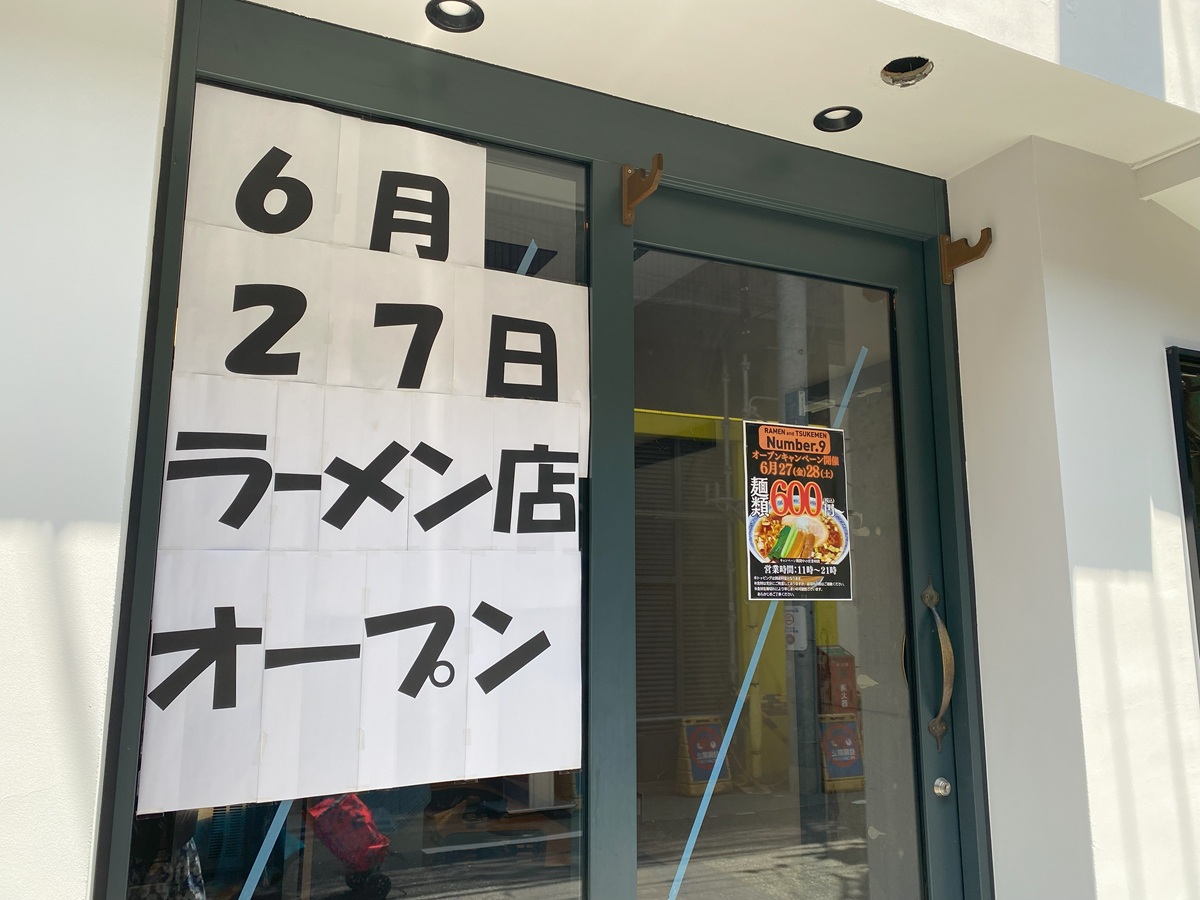 6月
27日
ラーメン店
オープン
RAMEN and TSUKEMEN
Number.9
オープンキャンペーン開催
6月27(金)28(土)
麺類600円
営業時間:11時〜21時